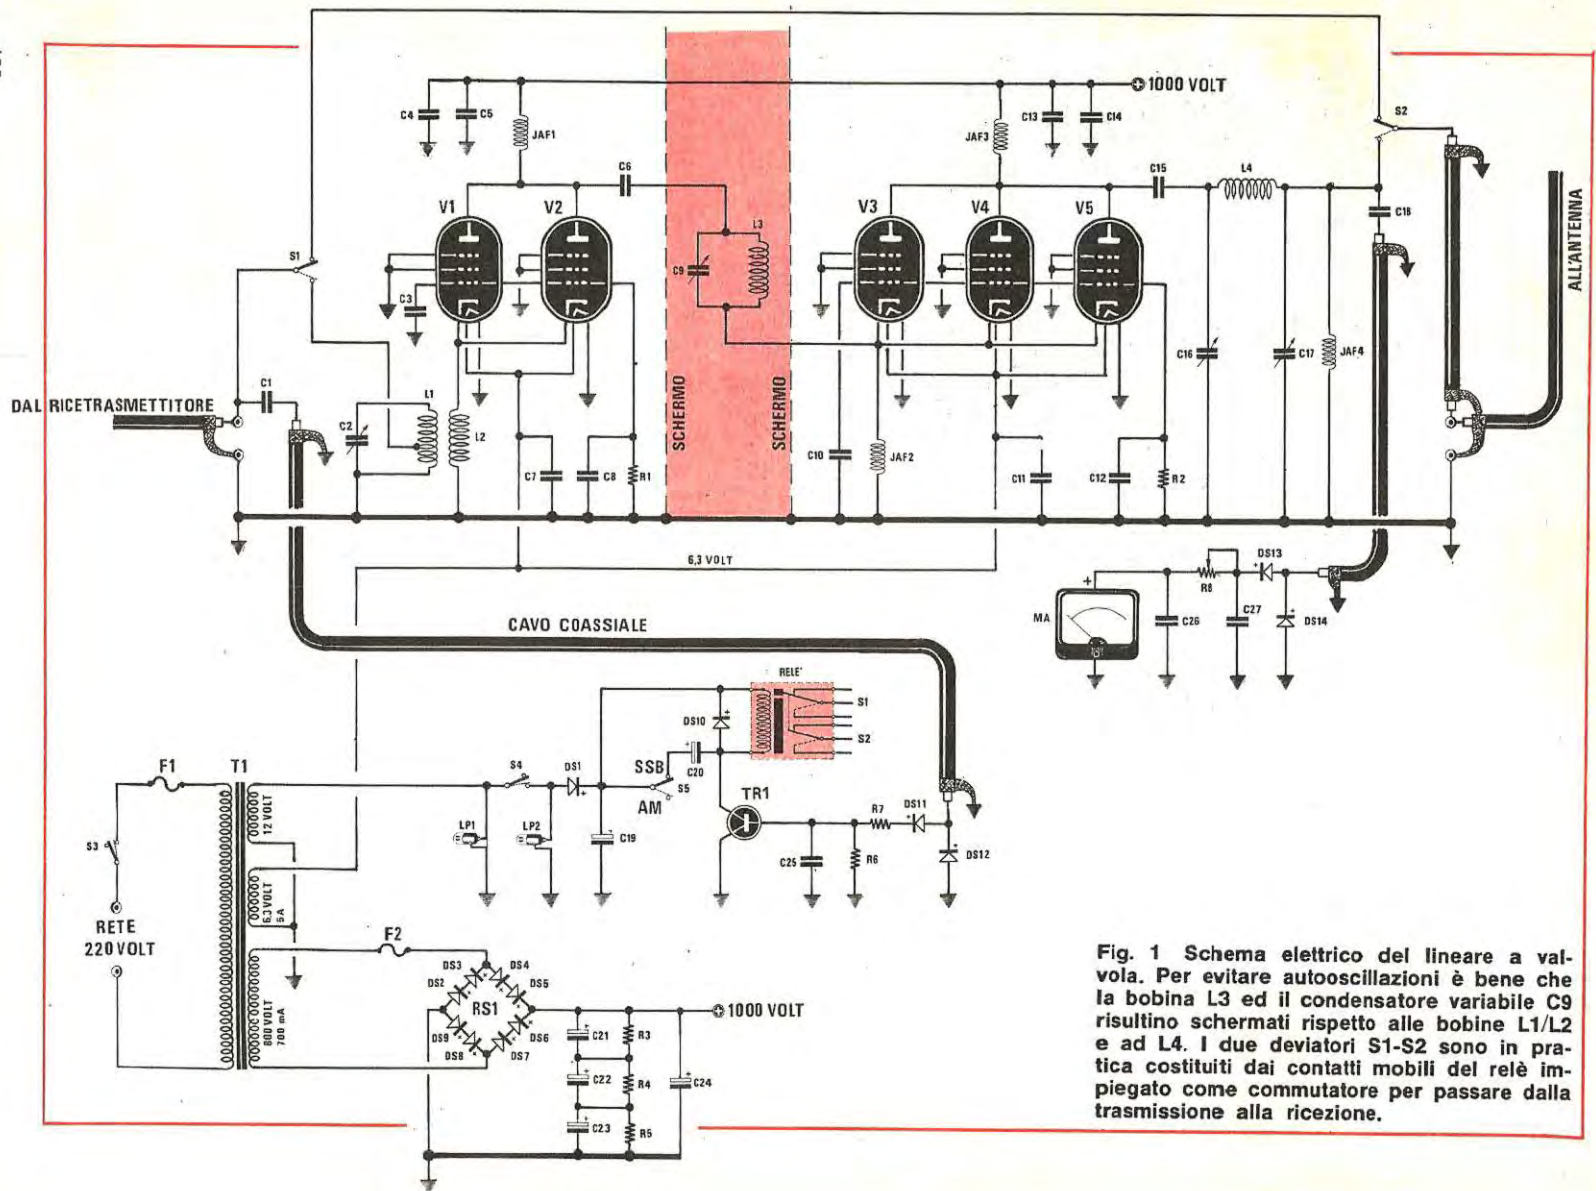 1000 VOLT
C4
C5
JAF1
JAF3
C13
C14
S2
C6
C15
L4
V1
V2
V3
V4
V5
L3
C18
S1
C9
C3
C16
C17
JAF4
ALL'ANTENNA
C1
DAL RICETRASMETTITORE
C2
L1
L2
SCHERMO
SCHERMO
C7
C8
R1
C10
JAF2
C11
C12
R2
6,3 VOLT
DS13
R8
MA
+
C26
C27
DS14
CAVO COASSIALE
RELE'
S1
S2
DS10
F1
T1
S4
DS1
SSB
S5
AM
C20
TR1
12 VOLT
LP1
LP2
C19
R7
DS11
S3
C25
R6
DS12
6,3 VOLT
5A
RETE
220 VOLT
F2
DS3
DS4
DS2
DS5
RS1
800 VOLT
700 mA
DS9
DS6
DS8
DS7
1000 VOLT
C21
R3
C22
R4
C24
C23
R5
Fig. 1 Schema elettrico del lineare a val-
vola. Per evitare autooscillazioni è bene che
la bobina L3 ed il condensatore variabile C9
risultino schermati rispetto alle bobine L1/L2
e ad L4. I due deviatori S1-S2 sono in pra-
tica costituiti dai contatti mobili del relè im-
piegato come commutatore per passare dalla
trasmissione alla ricezione.